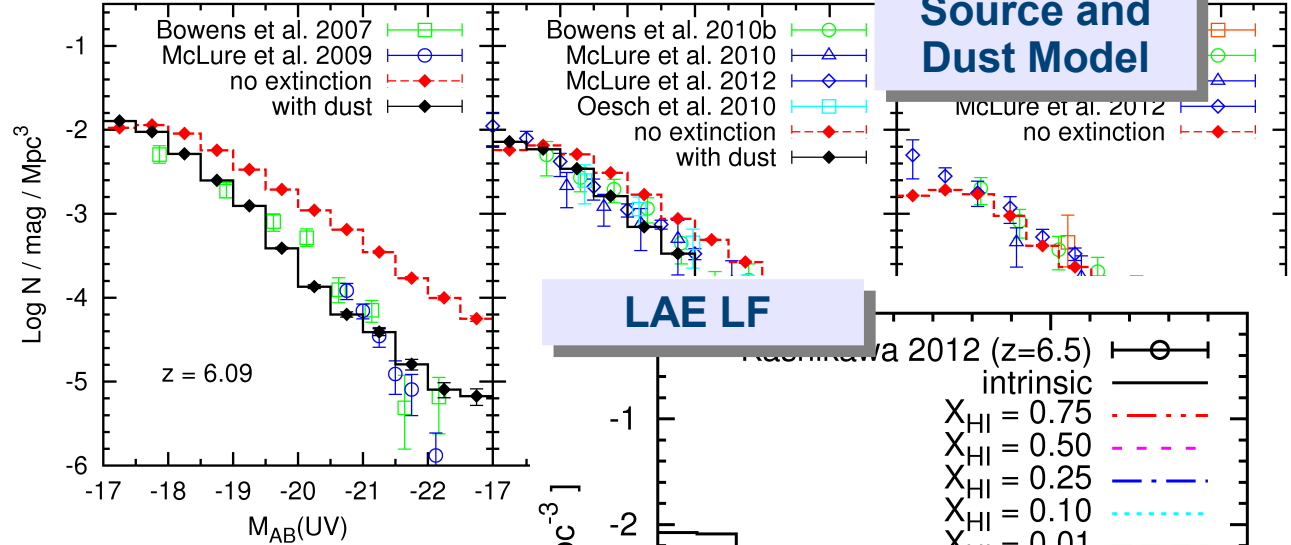 Source and
Dust Model
Bowens et al. 2007
McLure et al. 2009
no extinction
with dust
Bowens et al. 2010b
McLure et al. 2010
McLure et al. 2012
Oesch et al. 2010
no extinction
with dust
McLure et al. 2012
no extinction
-1
-2
-3
-4
-5
-6
Log N / mag / Mpc3
z = 6.09
-17 -18 -19 -20 -21 -22 -17
MAB(UV)
LAE LF
Kashikawa 2012 (z=6.5)
intrinsic
XHI = 0.75
XHI = 0.50
XHI = 0.25
XHI = 0.10
XHI = 0.01
-1
-2
pc-3 ]